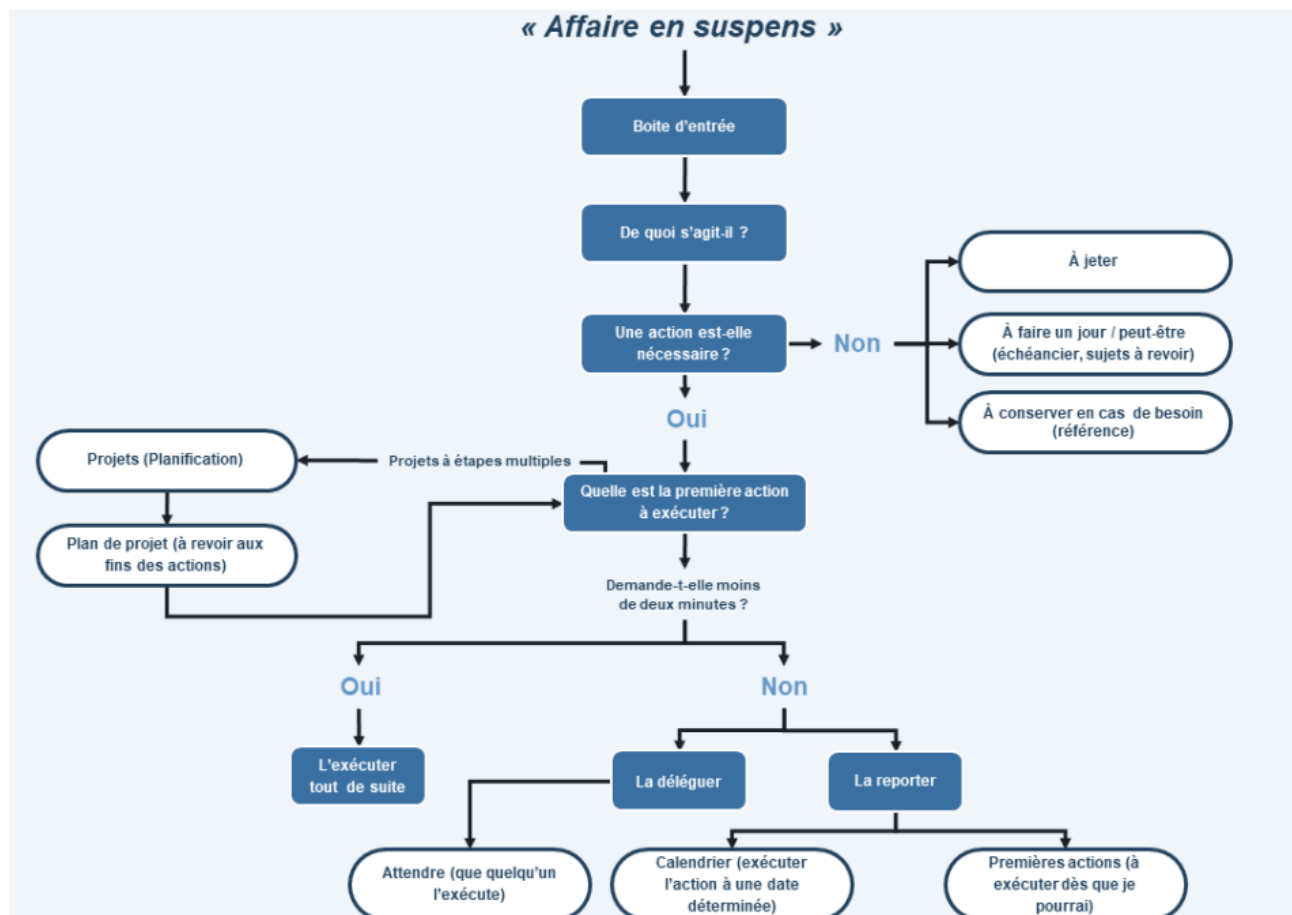 « Affaire en suspens »
Boite d'entrée
De quoi s'agit-il ?
À jeter
Une action est-elle
nécessaire ?
Non
À faire un jour / peut-être
(échéancier, sujets à revoir)
À conserver en cas de besoin
(référence)
Oui
Projets (Planification)
Projets à étapes multiples
Quelle est la première action
à exécuter ?
Plan de projet (à revoir aux
fins des actions)
Demande-t-elle moins
de deux minutes ?
Oui
Non
L'exécuter
tout de suite
La déléguer
La reporter
Attendre (que quelqu'un
l'exécute)
Calendrier (exécuter
l'action à une date
déterminée)
Premières actions (à
exécuter dès que je
pourrai)